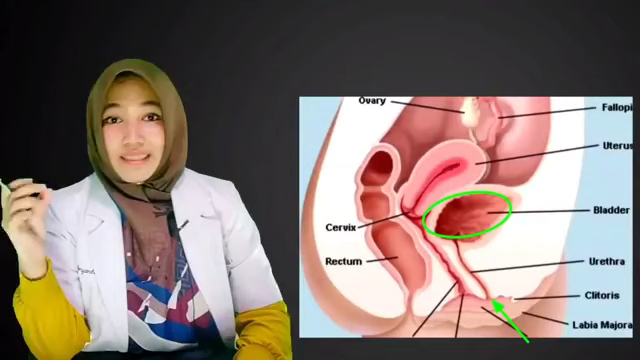 Ovary
Fallopi
Uterus
Bladder
Cervix
Rectum
Urethra
Clitoris
Labia Majora